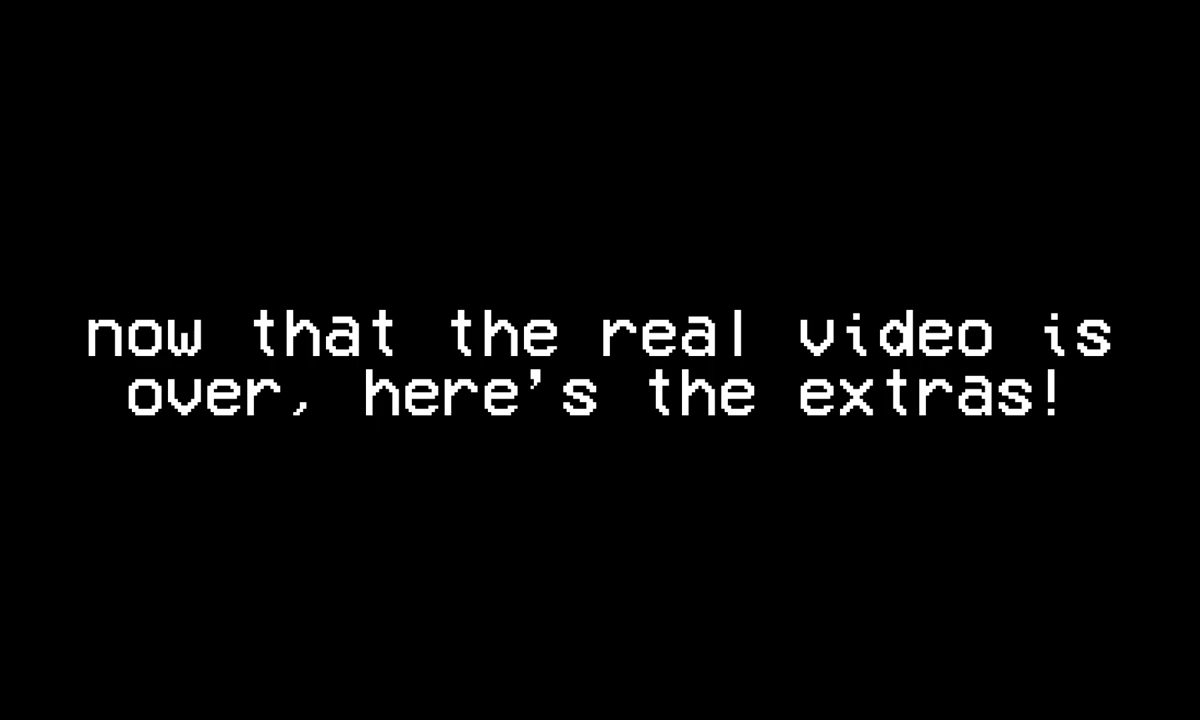 now that the real video is
over, here's the extras!